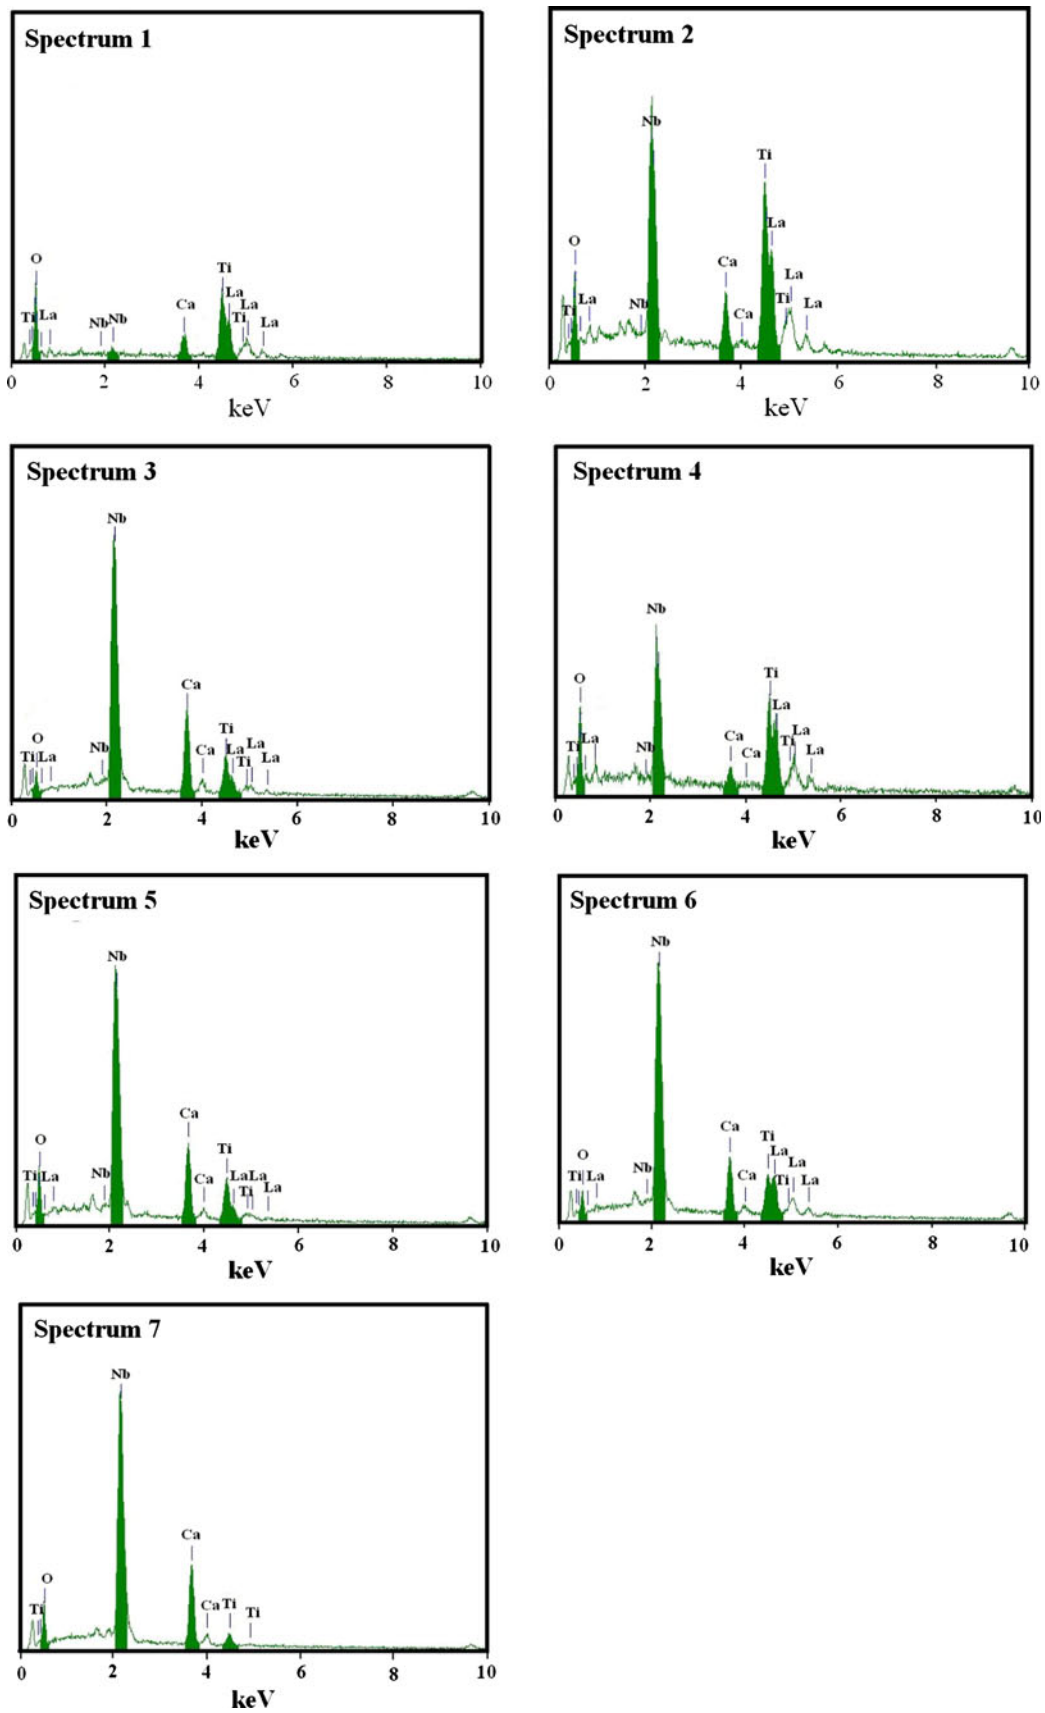 Spectrum 1
O
Ti
La
Nb
Nb
Ca
Ti
La
La
Ti
La
0 2 4 6 8 10
keV
Spectrum 2
Nb
Ti
O
La
Ca
La
Ti
La
Nb
Ti
La
Ca
0 2 4 6 8 10
keV
Spectrum 3
Nb
Ca
O
Ti
Ti
La
Nb
Ca
La
La
Ti
La
0 2 4 6 8 10
keV
Spectrum 4
Nb
O
Ti
La
Ti
La
Nb
Ca
Ca
La
Ti
La
0 2 4 6 8 10
keV
Spectrum 5
Nb
Ca
O
Ti
Ti
La
Nb
Ca
La
La
Ti
La
0 2 4 6 8 10
keV
Spectrum 6
Nb
Ca
Ti
O
La
Ti
La
Nb
Ca
La
Ti
La
0 2 4 6 8 10
keV
Spectrum 7
Nb
Ca
O
Ti
Ca
Ti
Ti
0 2 4 6 8 10
keV